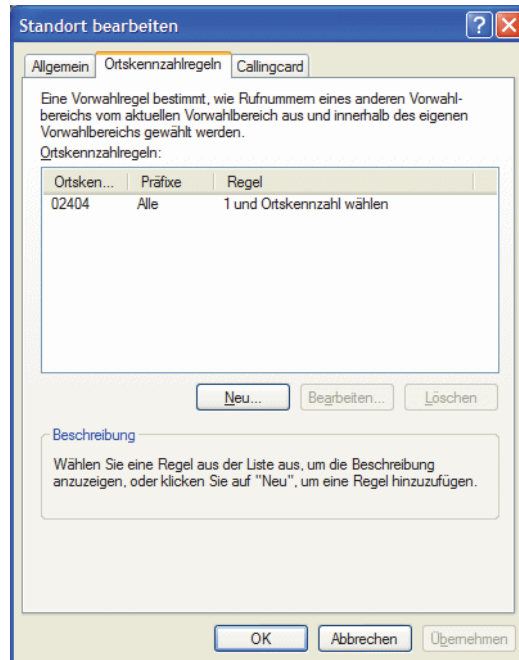 Standort bearbeiten
Allgemein Ortskennzahlregeln Callingcard
Eine Vorwahlregel bestimmt, wie Rufnummern eines anderen Vorwahl-
bereichs vom aktuellen Vorwahlbereich aus und innerhalb des eigenen
Vorwahlbereichs gewählt werden.
Ortskennzahlregeln:
Ortsken... Präfixe Regel
02404 Alle 1 und Ortskennzahl wählen
Neu... Bearbeiten... Löschen
Beschreibung
Wählen Sie eine Regel aus der Liste aus, um die Beschreibung
anzuzeigen, oder klicken Sie auf "Neu", um eine Regel hinzuzufügen.
OK Abbrechen Übernehmen